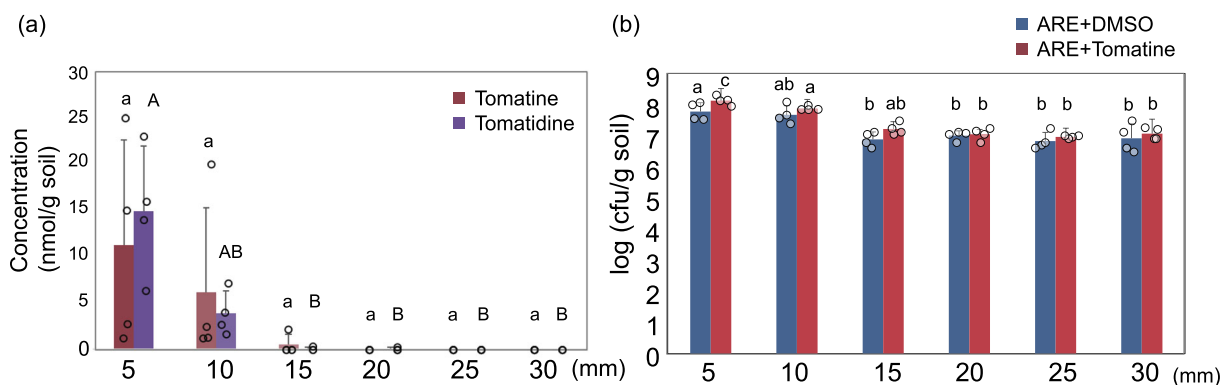 (a)
30
25
20
15
10
5
0
Concentration
(nmol/g soil)
Tomatine
Tomatidine
a A
a AB
a B
a B
a B
a B
5 10 15 20 25 30 (mm)
(b)
ARE+DMSO
ARE+Tomatine
9
8
7
6
5
4
3
2
1
0
log (cfu/g soil)
a c
ab a
b ab
b b
b b
b b
5 10 15 20 25 30 (mm)